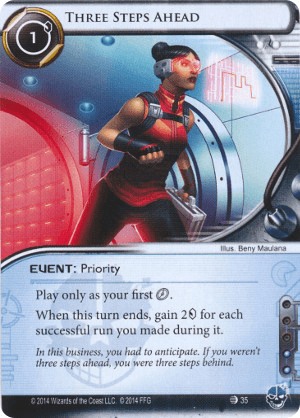 THREE STEPS AHEAD
1
Illus. Beny Maulana
EVENT: Priority
Play only as your first
When this turn ends, gain 2 for each
successful run you made during it.
In this business, you had to anticipate. If you weren't
three steps ahead, you were three steps behind.
© 2014 Wizards of the Coast LLC. © 2014 FFG 35